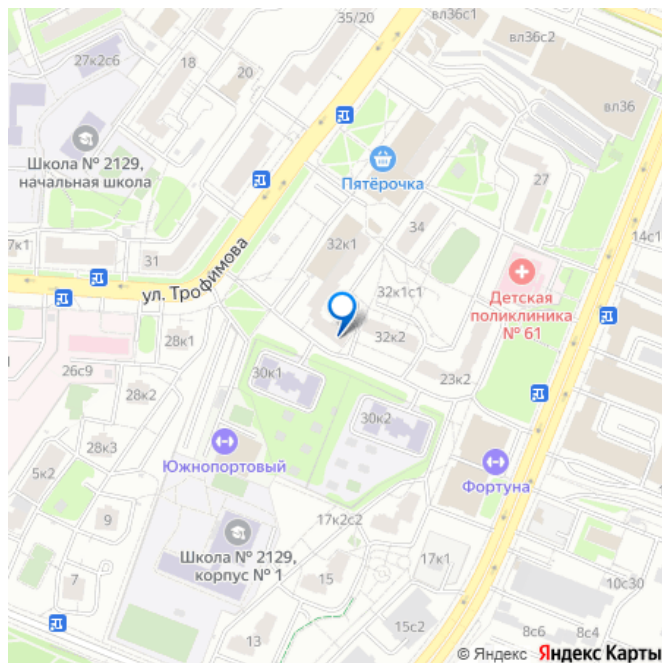 35/20
вл36с1
вл36с2
27к2с6
18
20
вл36
Школа № 2129,
начальная школа
Пятёрочка
27
34
14с1
7к1
31
32к1
ул. Трофимова
Детская
поликлиника
№ 61
32к1с1
28к1
32к2
26с9
30к1
23к2
28к2
30к2
28к3
5к2
Южнопортовый
Фортуна
9
17к2с2
Школа № 2129,
корпус № 1
17к1
7
15
10с30
13
15с2
8с6
8с4
© Яндекс Яндекс Карты